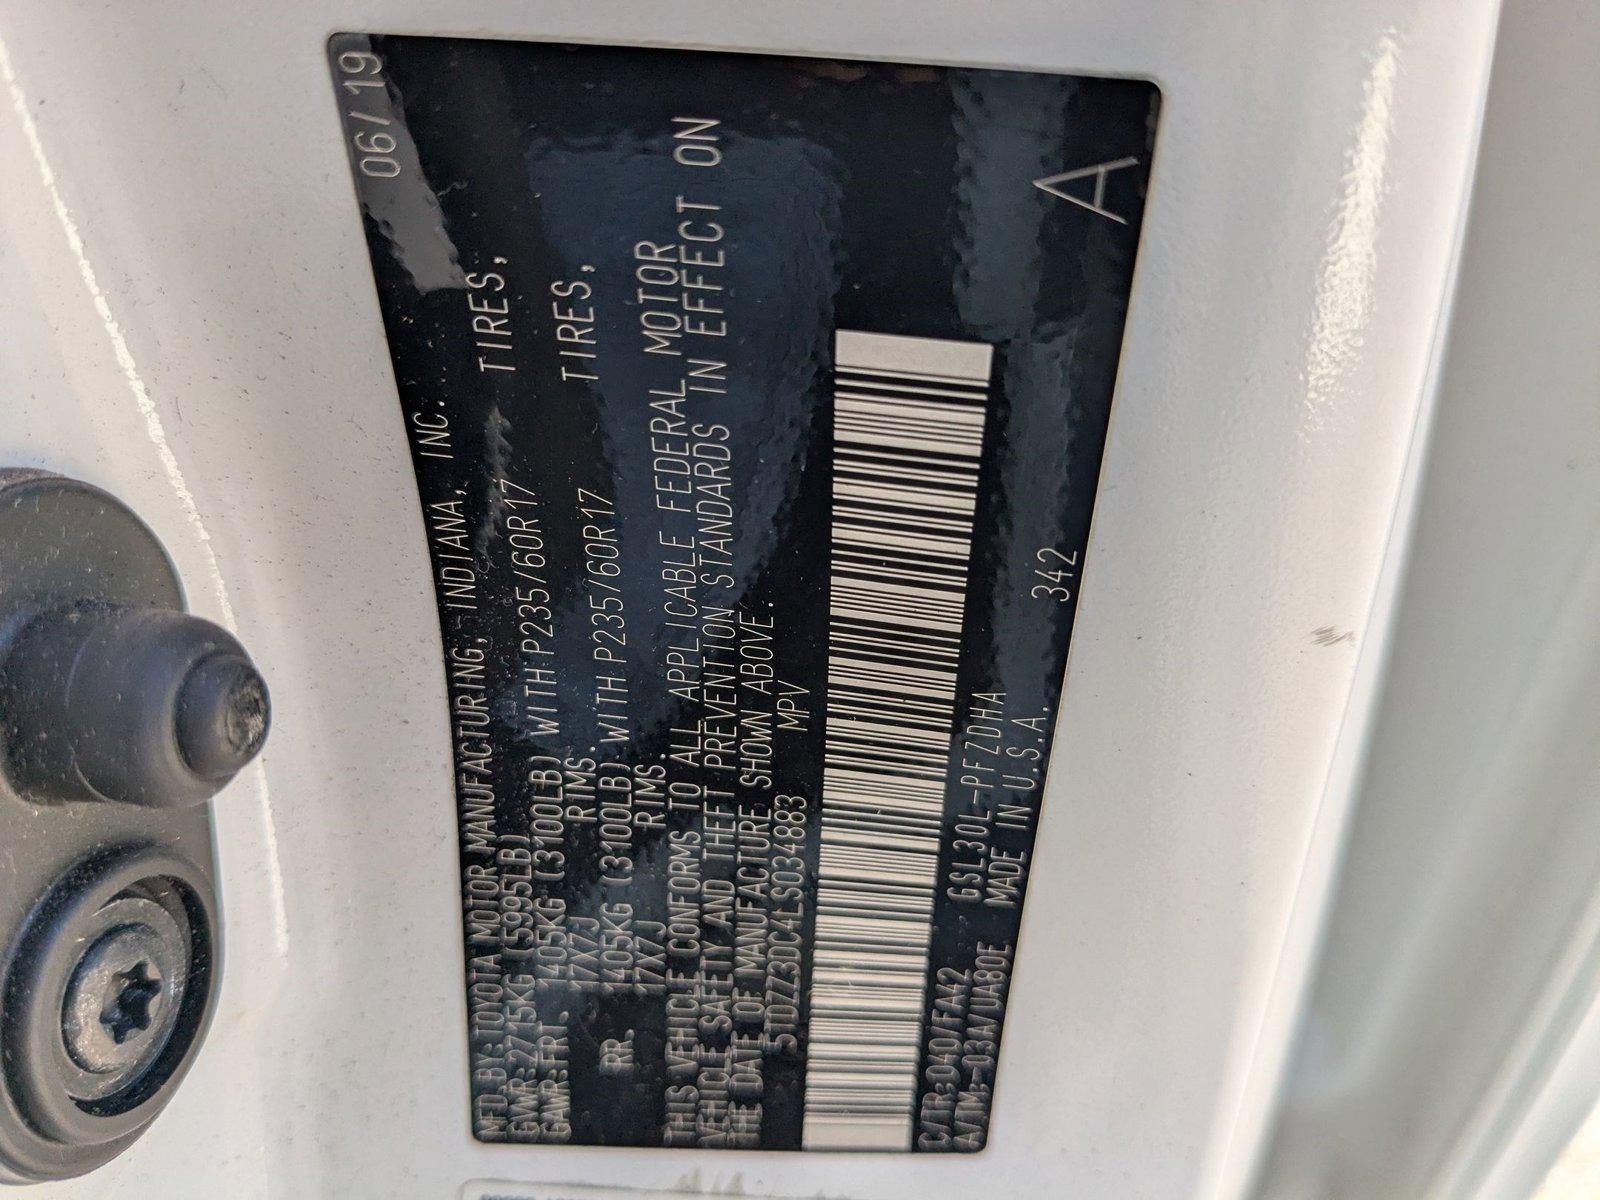 MFD.BY:TOYOTA MOTOR MANUFACTURING, INDIANA, INC. 06/19
GVWR:2715KG (5995LB)
GAWR:FRT. 1405KG (3100LB) WITH P235/60R17 TIRES,
17X7J RIMS.
RR. 1405KG (3100LB) WITH P235/60R17 TIRES,
17X7J RIMS.
THIS VEHICLE CONFORMS TO ALL APPLICABLE FEDERAL MOTOR
VEHICLE SAFETY AND THEFT PREVENTION STANDARDS IN EFFECT ON
THE DATE OF MANUFACTURE SHOWN ABOVE.
5TDZZ3DC4LS034883 MPV
C/TR:040/FA42 GSL30L-PFZDHA
A/TM:-03A/U880E MADE IN U.S.A. 342 A